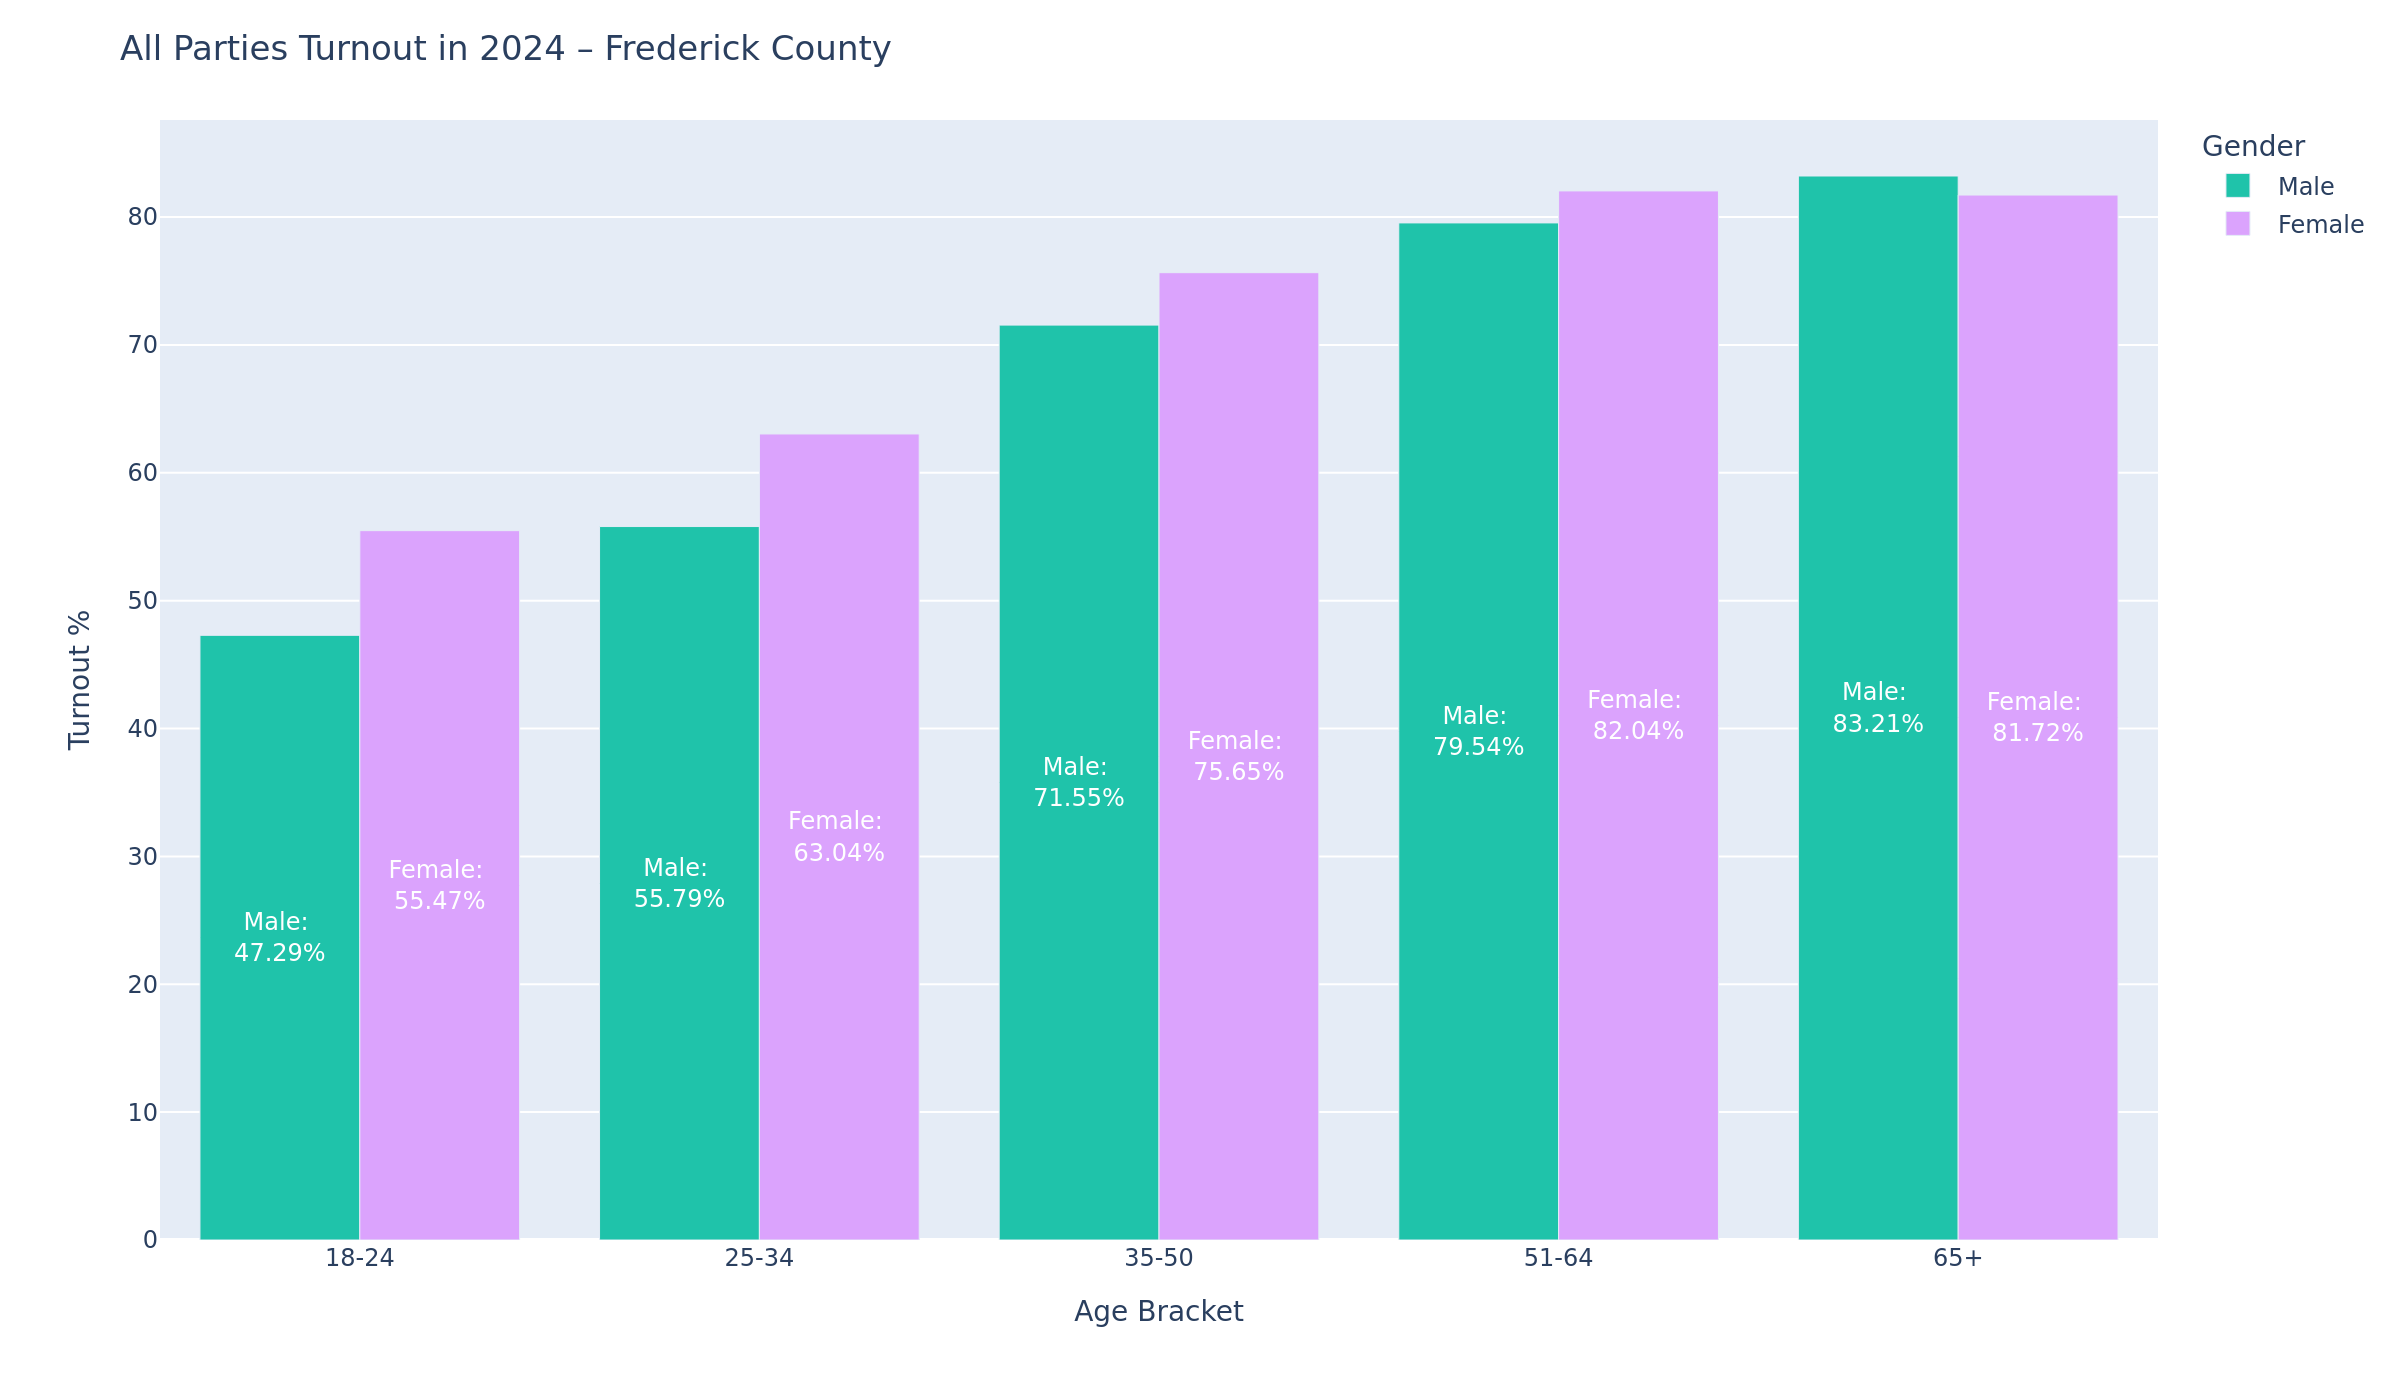 All Parties Turnout in 2024 – Frederick County
Gender
Male
Female
Turnout %
80
70
60
50
40
30
20
10
0
Male:
47.29%
Female:
55.47%
Male:
55.79%
Female:
63.04%
Male:
71.55%
Female:
75.65%
Male:
79.54%
Female:
82.04%
Male:
83.21%
Female:
81.72%
18-24
25-34
35-50
51-64
65+
Age Bracket